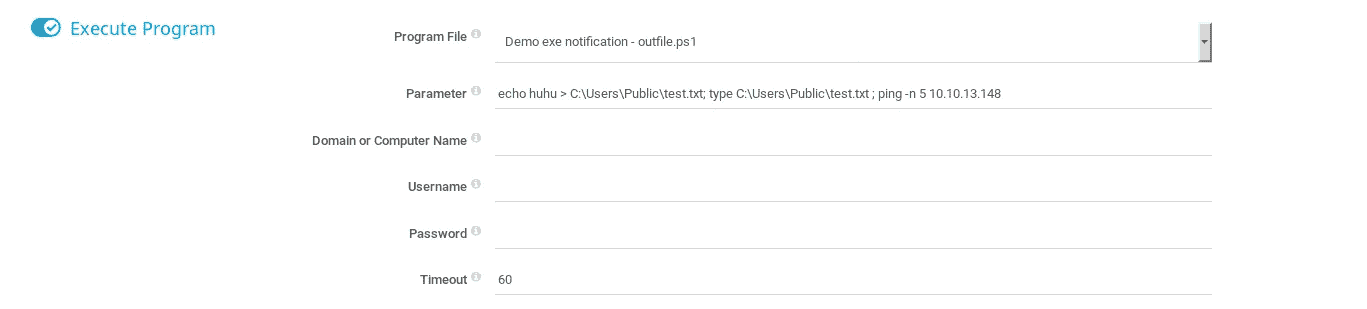 Execute Program
Program File
Demo exe notification - outfile.ps1
Parameter
echo huhu > C:\Users\Public\test.txt; type C:\Users\Public\test.txt ; ping -n 5 10.10.13.148
Domain or Computer Name
Username
Password
Timeout
60